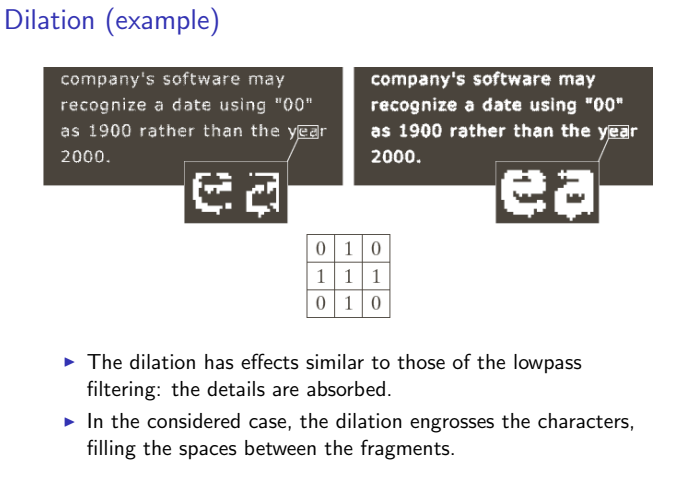 Dilation (example)
company's software may
recognize a date using "00"
as 1900 rather than the year
2000.
e a
company's software may
recognize a date using "00"
as 1900 rather than the year
2000.
e a
0 1 0
1 1 1
0 1 0
▶ The dilation has effects similar to those of the lowpass
filtering: the details are absorbed.
▶ In the considered case, the dilation engrosses the characters,
filling the spaces between the fragments.